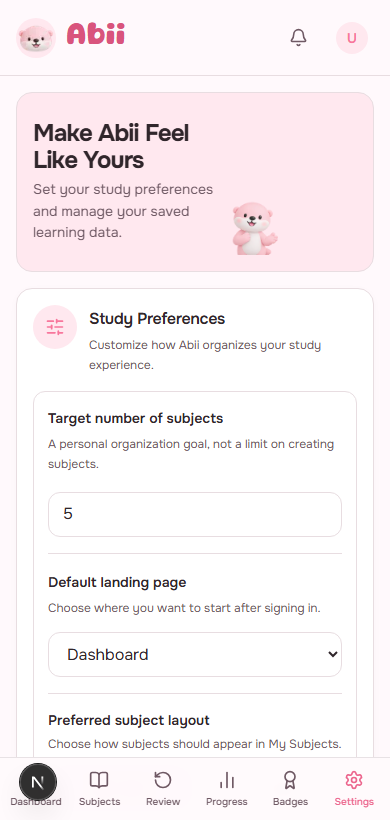 Abii
U
Make Abii Feel
Like Yours
Set your study preferences
and manage your saved
learning data.
Study Preferences
Customize how Abii organizes your study
experience.
Target number of subjects
A personal organization goal, not a limit on creating
subjects.
5
Default landing page
Choose where you want to start after signing in.
Dashboard
Preferred subject layout
Choose how subjects should appear in My Subjects.
N
Dashboard Subjects Review Progress Badges Settings